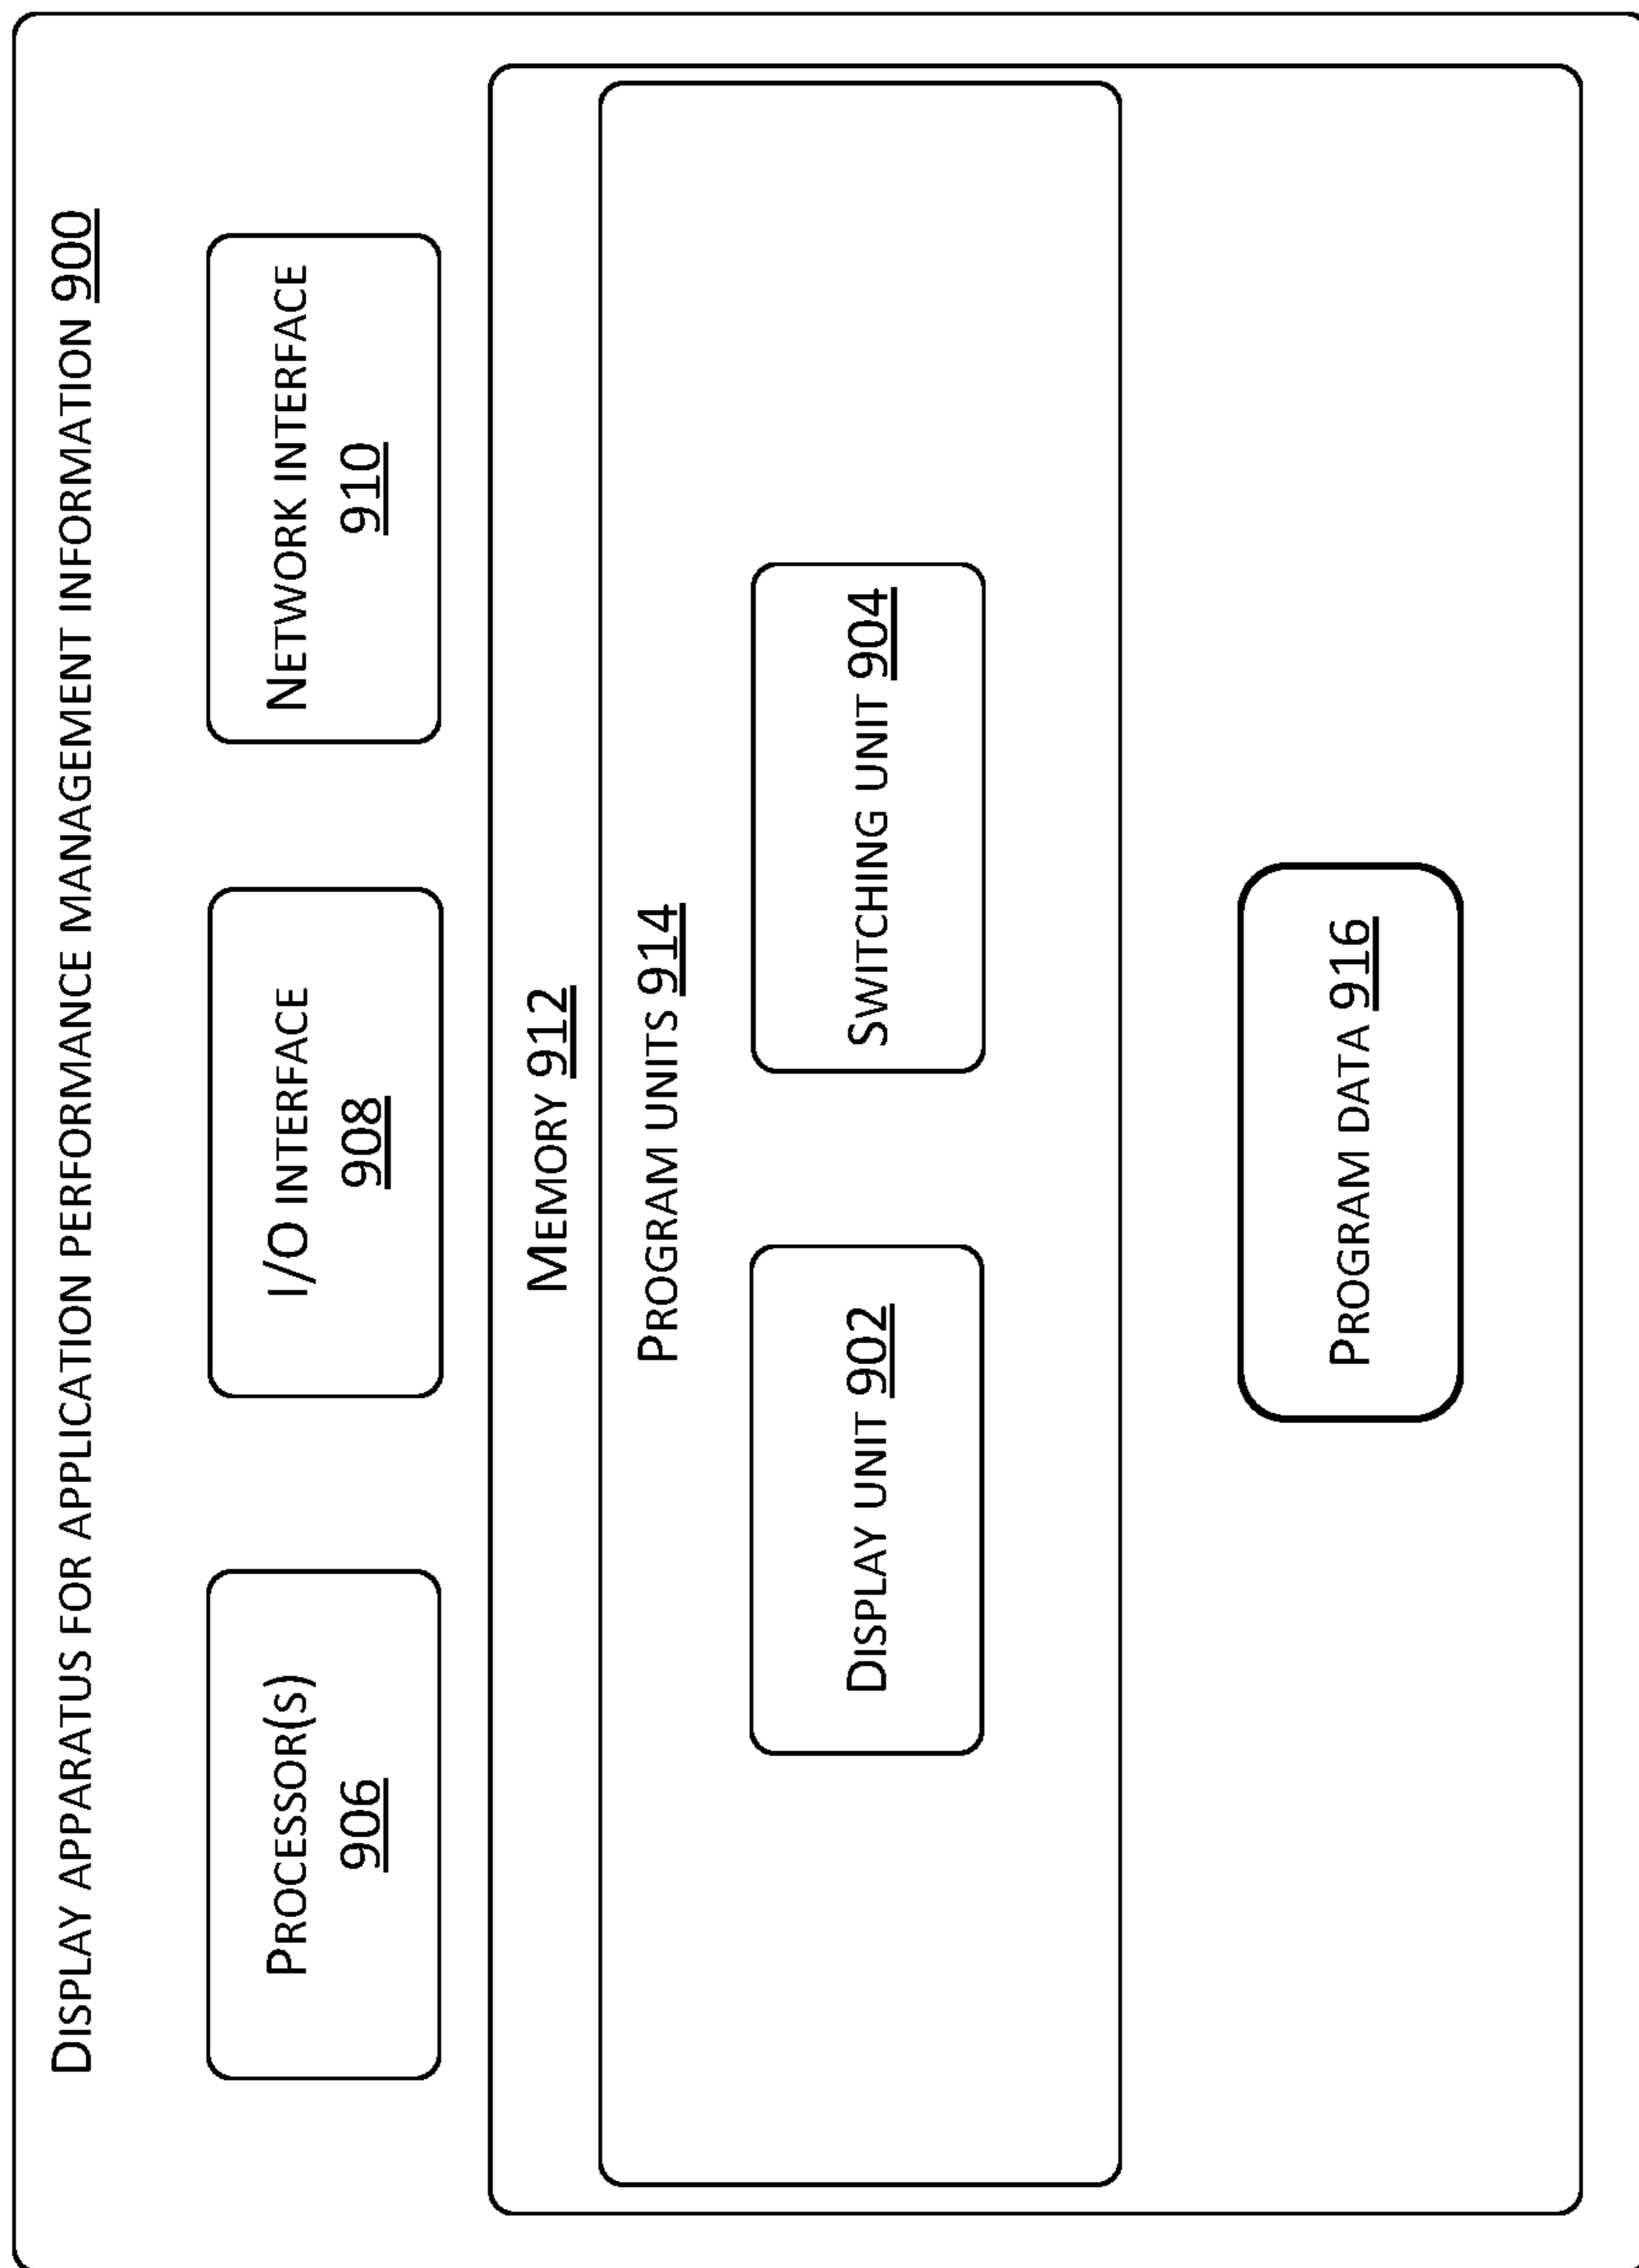 DISPLAY APPARATUS FOR APPLICATION PERFORMANCE MANAGEMENT INFORMATION 900
PROCESSOR(S)
906
I/O INTERFACE
908
NETWORK INTERFACE
910
MEMORY 912
PROGRAM UNITS 914
DISPLAY UNIT 902
SWITCHING UNIT 904
PROGRAM DATA 916